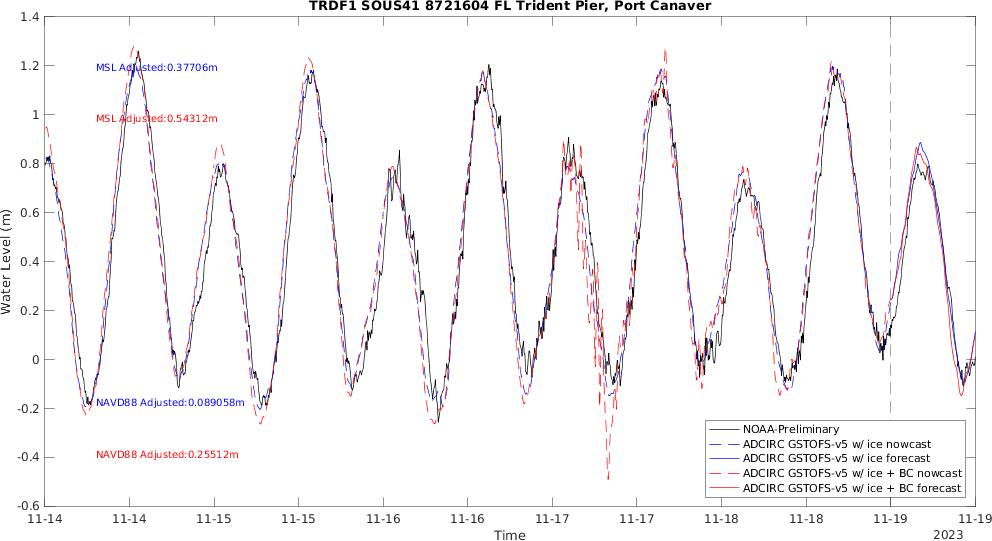 TRDF1 SOUS41 8721604 FL Trident Pier, Port Canaver
1.4
1.2
1
0.8
0.6
0.4
0.2
0
-0.2
-0.4
-0.6
Water Level (m)
MSL Adjusted:0.37706m
MSL Adjusted:0.54312m
NAVD88 Adjusted:0.089058m
NAVD88 Adjusted:0.25512m
NOAA-Preliminary
ADCIRC GSTOFS-v5 w/ ice nowcast
ADCIRC GSTOFS-v5 w/ ice forecast
ADCIRC GSTOFS-v5 w/ ice + BC nowcast
ADCIRC GSTOFS-v5 w/ ice + BC forecast
11-14 11-14 11-15 11-15 11-16 11-16 11-17 11-17 11-18 11-18 11-19 11-19
Time
2023